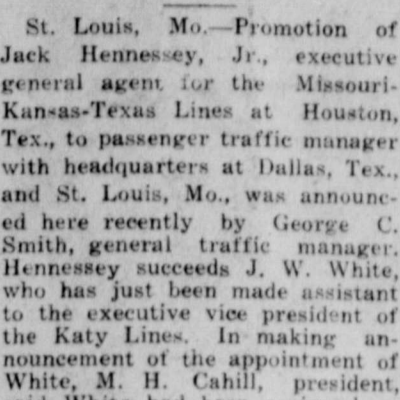 St. Louis, Mo.—Promotion of
Jack Hennessey, Jr., executive
general agent for the Missouri-
Kansas-Texas Lines at Houston,
Tex., to passenger traffic manager
with headquarters at Dallas, Tex.,
and St. Louis, Mo., was announc-
ed here recently by George C.
Smith, general traffic manager.
Hennessey succeeds J. W. White,
who has just been made assistant
to the executive vice president of
the Katy Lines. In making an-
nouncement of the appointment of
White, M. H. Cahill, president,